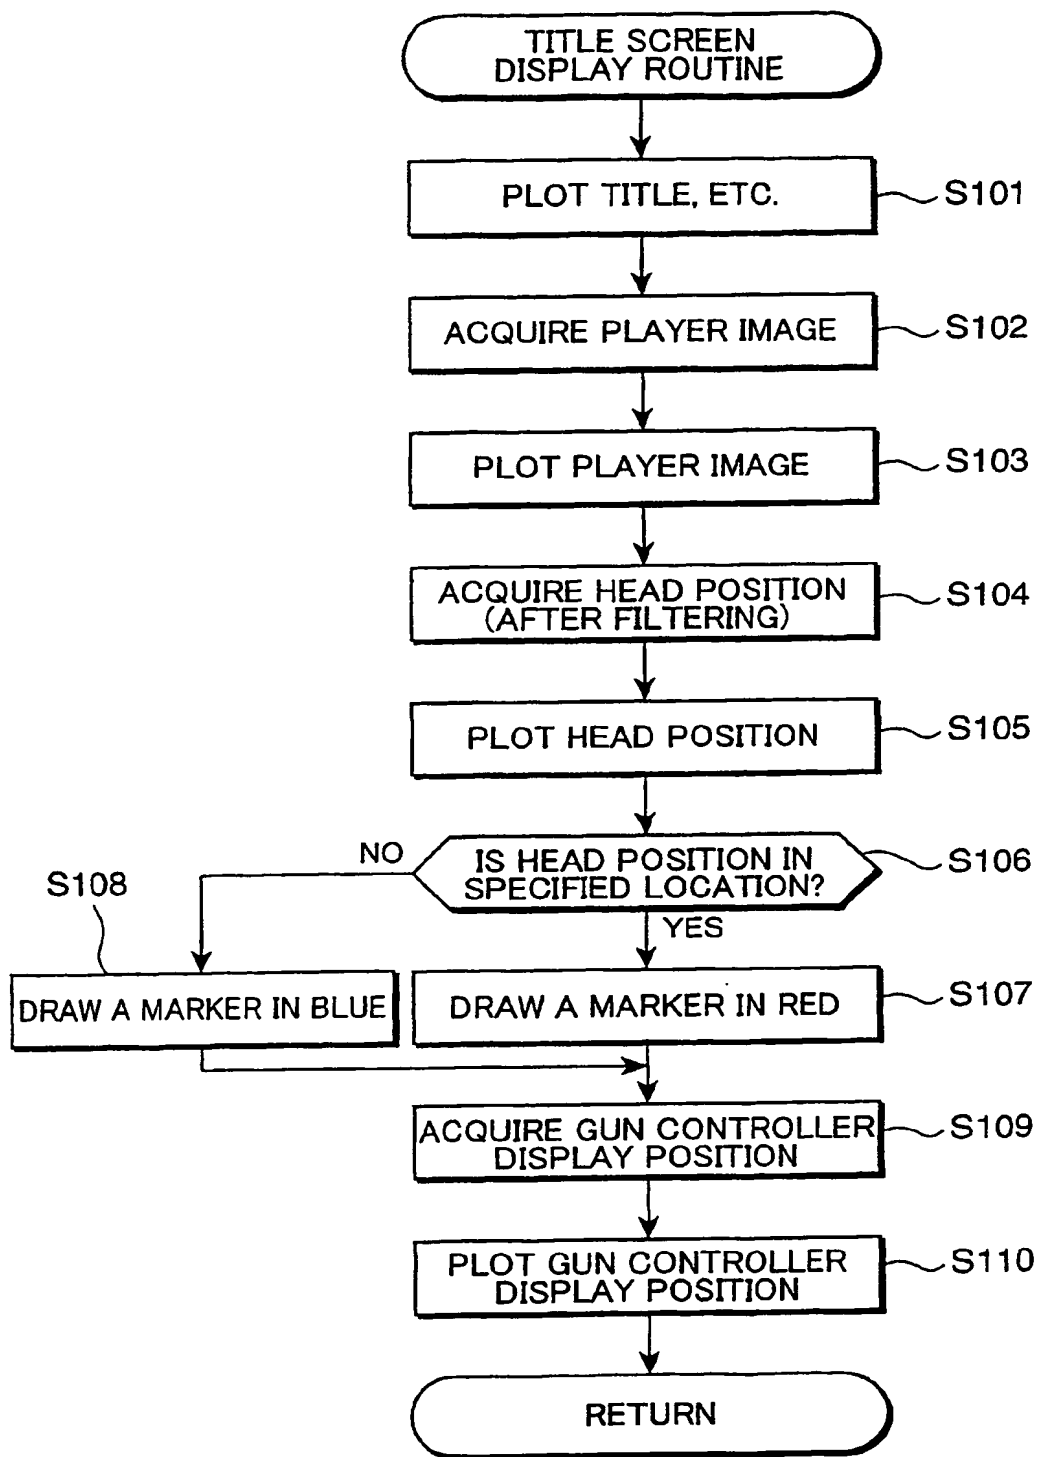 TITLE SCREEN
DISPLAY ROUTINE
PLOT TITLE, ETC.
S101
ACQUIRE PLAYER IMAGE
S102
PLOT PLAYER IMAGE
S103
ACQUIRE HEAD POSITION
(AFTER FILTERING)
S104
PLOT HEAD POSITION
S105
IS HEAD POSITION IN
SPECIFIED LOCATION?
S106
NO
YES
S108
DRAW A MARKER IN BLUE
DRAW A MARKER IN RED
S107
ACQUIRE GUN CONTROLLER
DISPLAY POSITION
S109
PLOT GUN CONTROLLER
DISPLAY POSITION
S110
RETURN